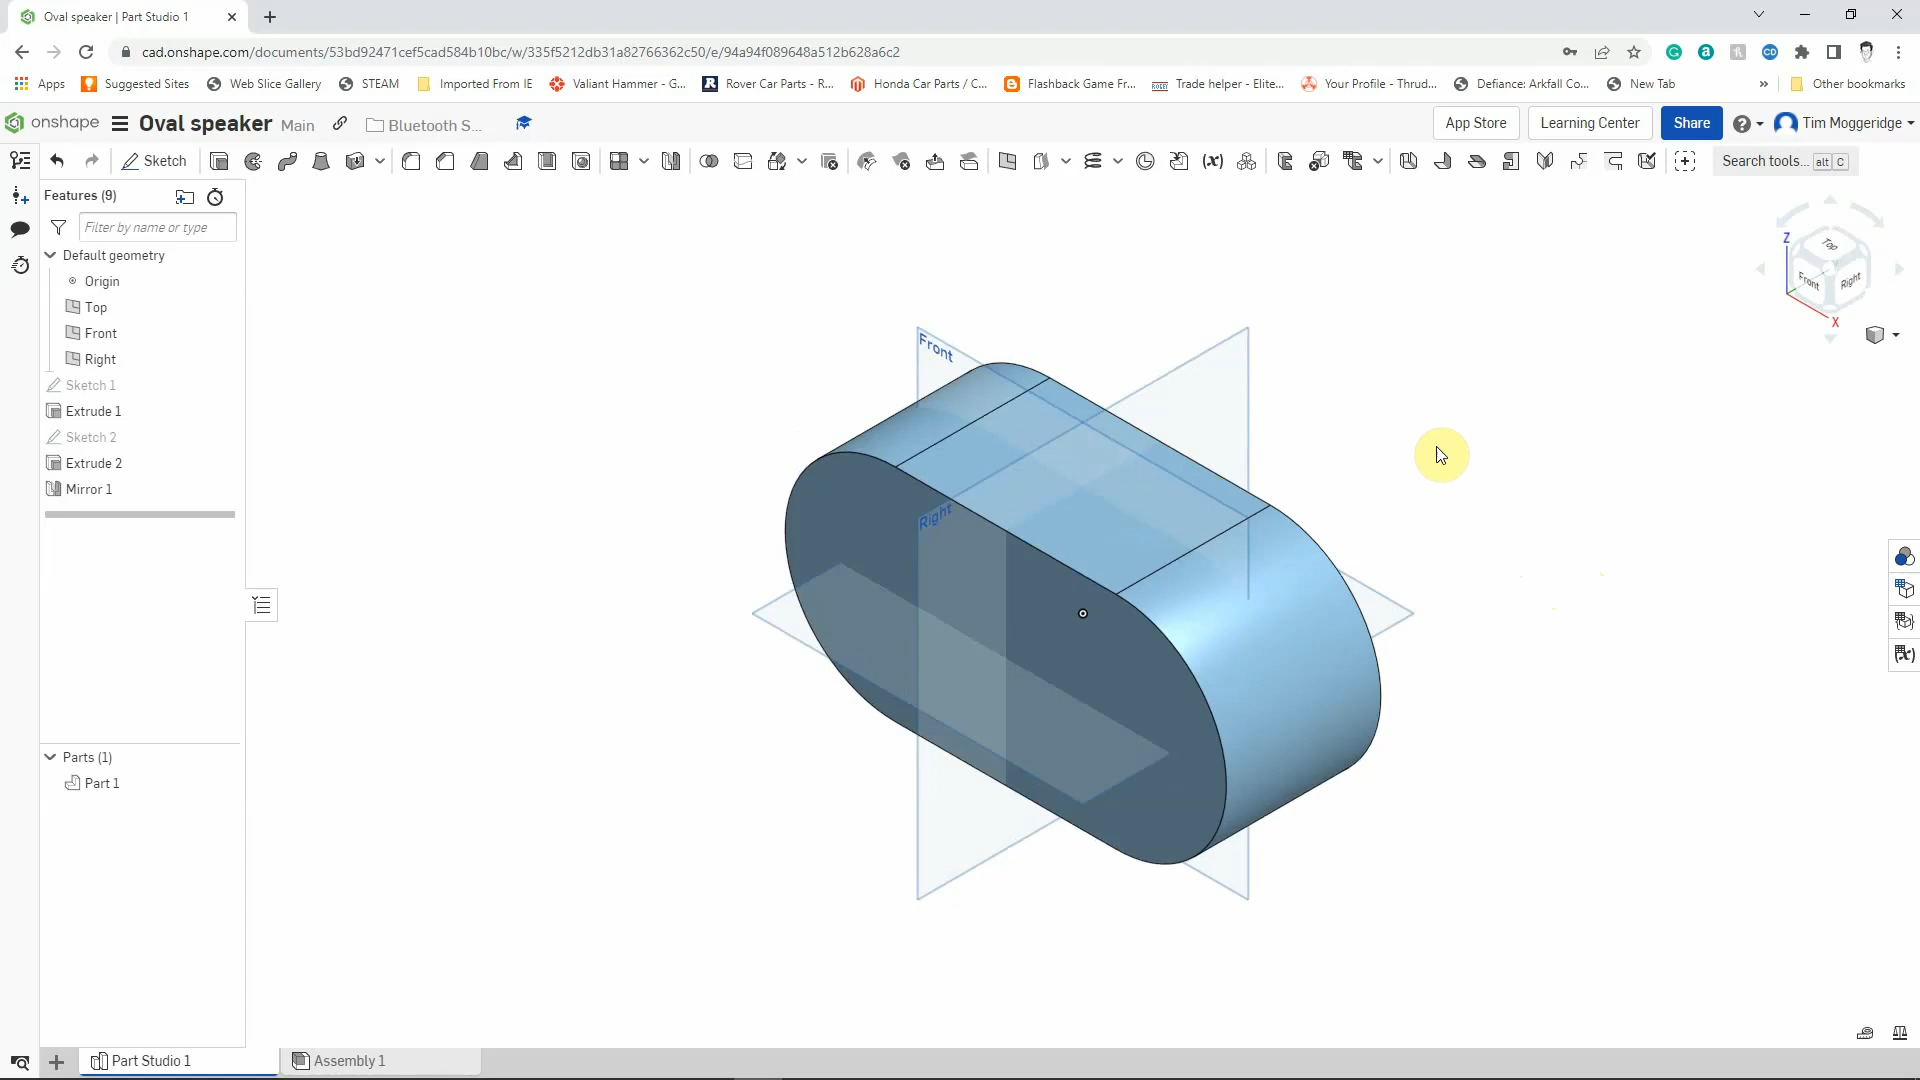 Oval speaker | Part Studio 1
cad.onshape.com/documents/53bd92471cef5cad584b10bc/w/335f5212db31a82766362c50/e/94a94f089648a512b628a6c2
Apps Suggested Sites Web Slice Gallery STEAM Imported From IE Valiant Hammer - G... Rover Car Parts - R... Honda Car Parts / C... Flashback Game Fr... Trade helper - Elite... Your Profile - Thrud... Defiance: Arkfall Co... New Tab » Other bookmarks
onshape Oval speaker Main Bluetooth S... App Store Learning Center Share Tim Moggeridge
Sketch Search tools... alt C
Features (9)
Filter by name or type
Default geometry
Origin
Top
Front
Right
Sketch 1
Extrude 1
Sketch 2
Extrude 2
Mirror 1
Parts (1)
Part 1
Front
Right
Z
Top
Front
Right
X
Part Studio 1 Assembly 1